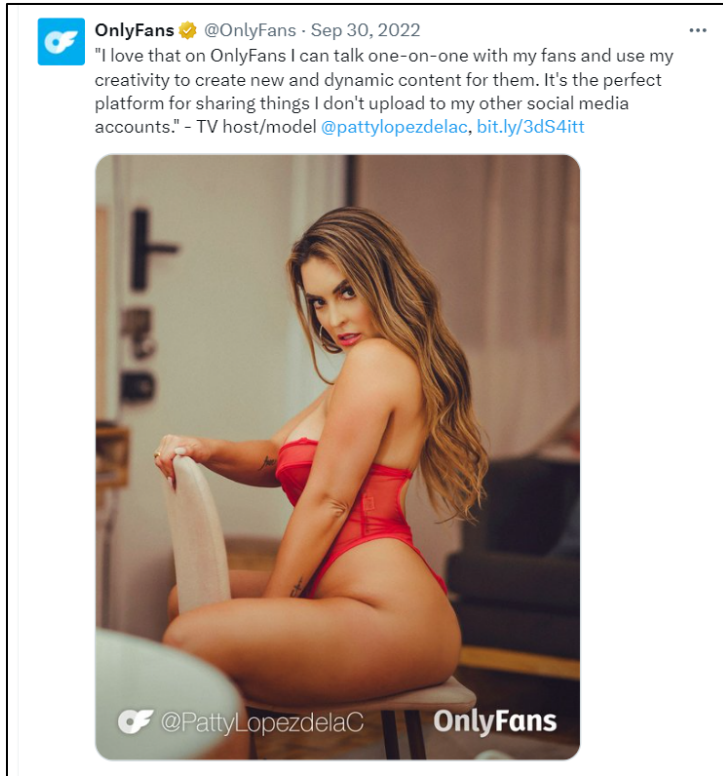 OnlyFans @OnlyFans · Sep 30, 2022
"I love that on OnlyFans I can talk one-on-one with my fans and use my
creativity to create new and dynamic content for them. It's the perfect
platform for sharing things I don't upload to my other social media
accounts." - TV host/model @pattylopezdelac, bit.ly/3dS4itt
@PattyLopezdelaC
OnlyFans